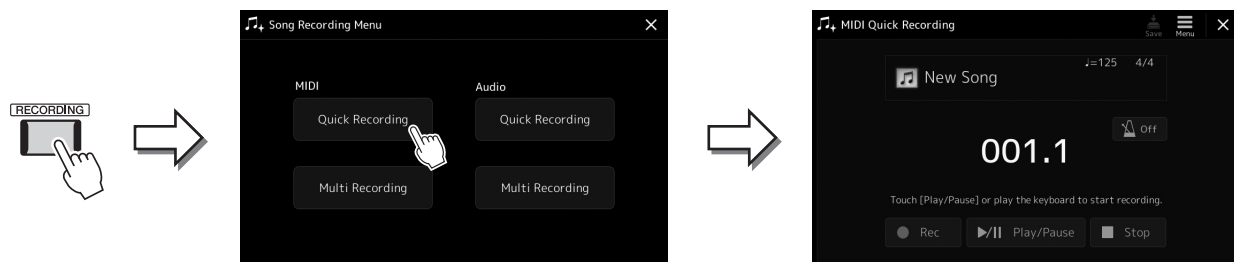 RECORDING
Song Recording Menu
MIDI
Audio
Quick Recording
Quick Recording
Multi Recording
Multi Recording
MIDI Quick Recording
Save
Menu
♩=125 4/4
New Song
Off
001.1
Touch [Play/Pause] or play the keyboard to start recording.
Rec
Play/Pause
Stop